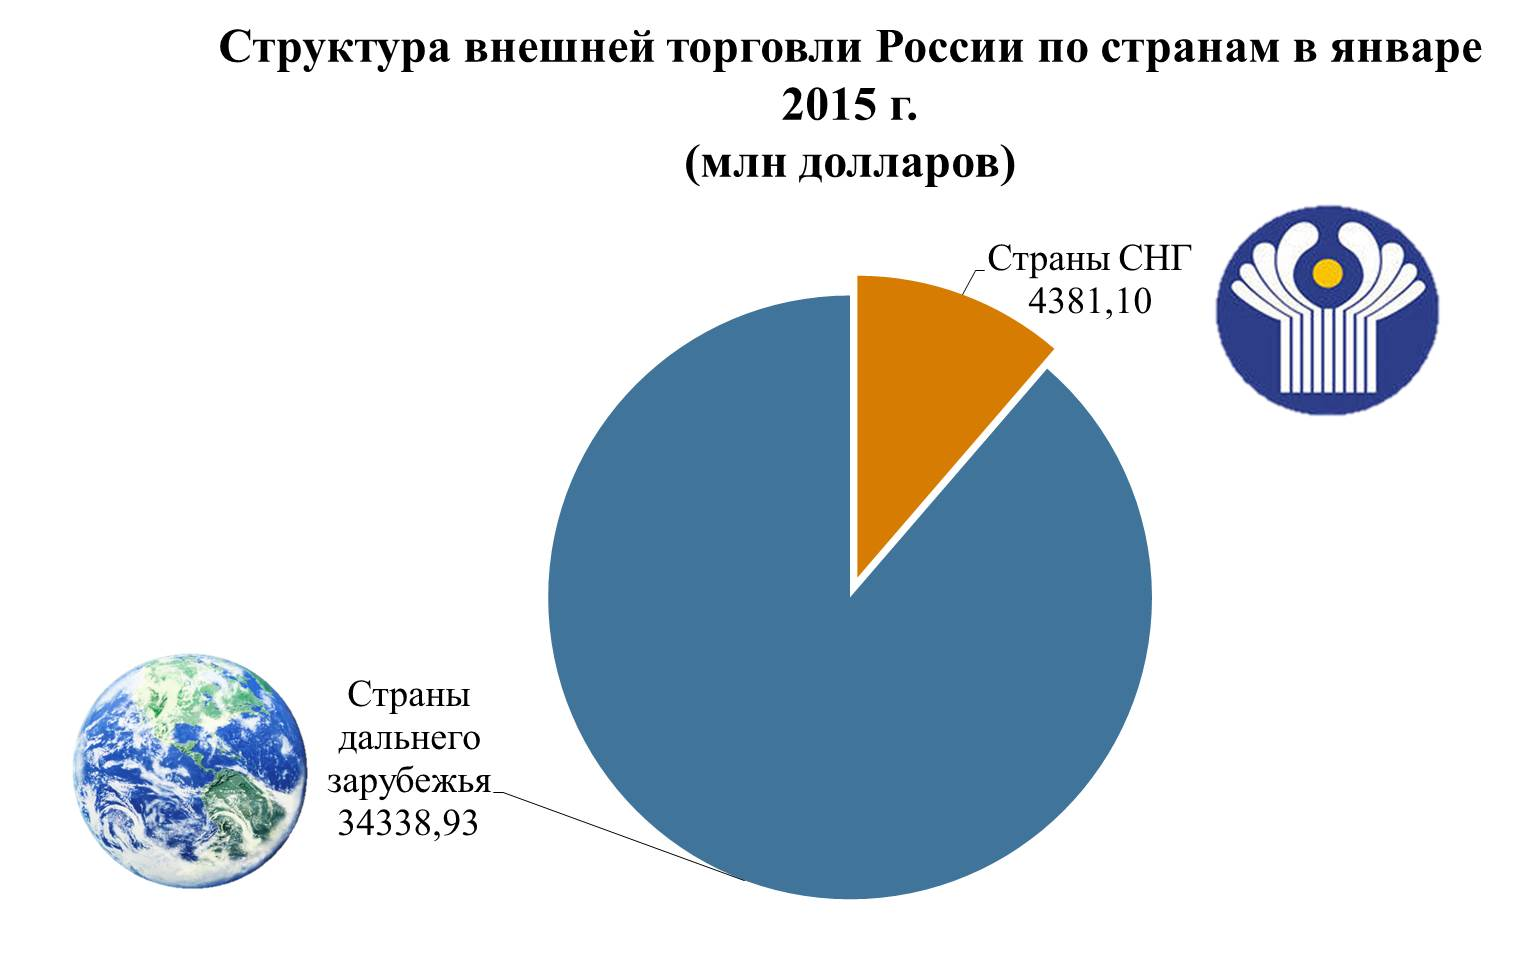 Структура внешней торговли России по странам в январе
2015 г.
(млн долларов)
Страны СНГ
4381,10
Страны
дальнего
зарубежья
34338,93